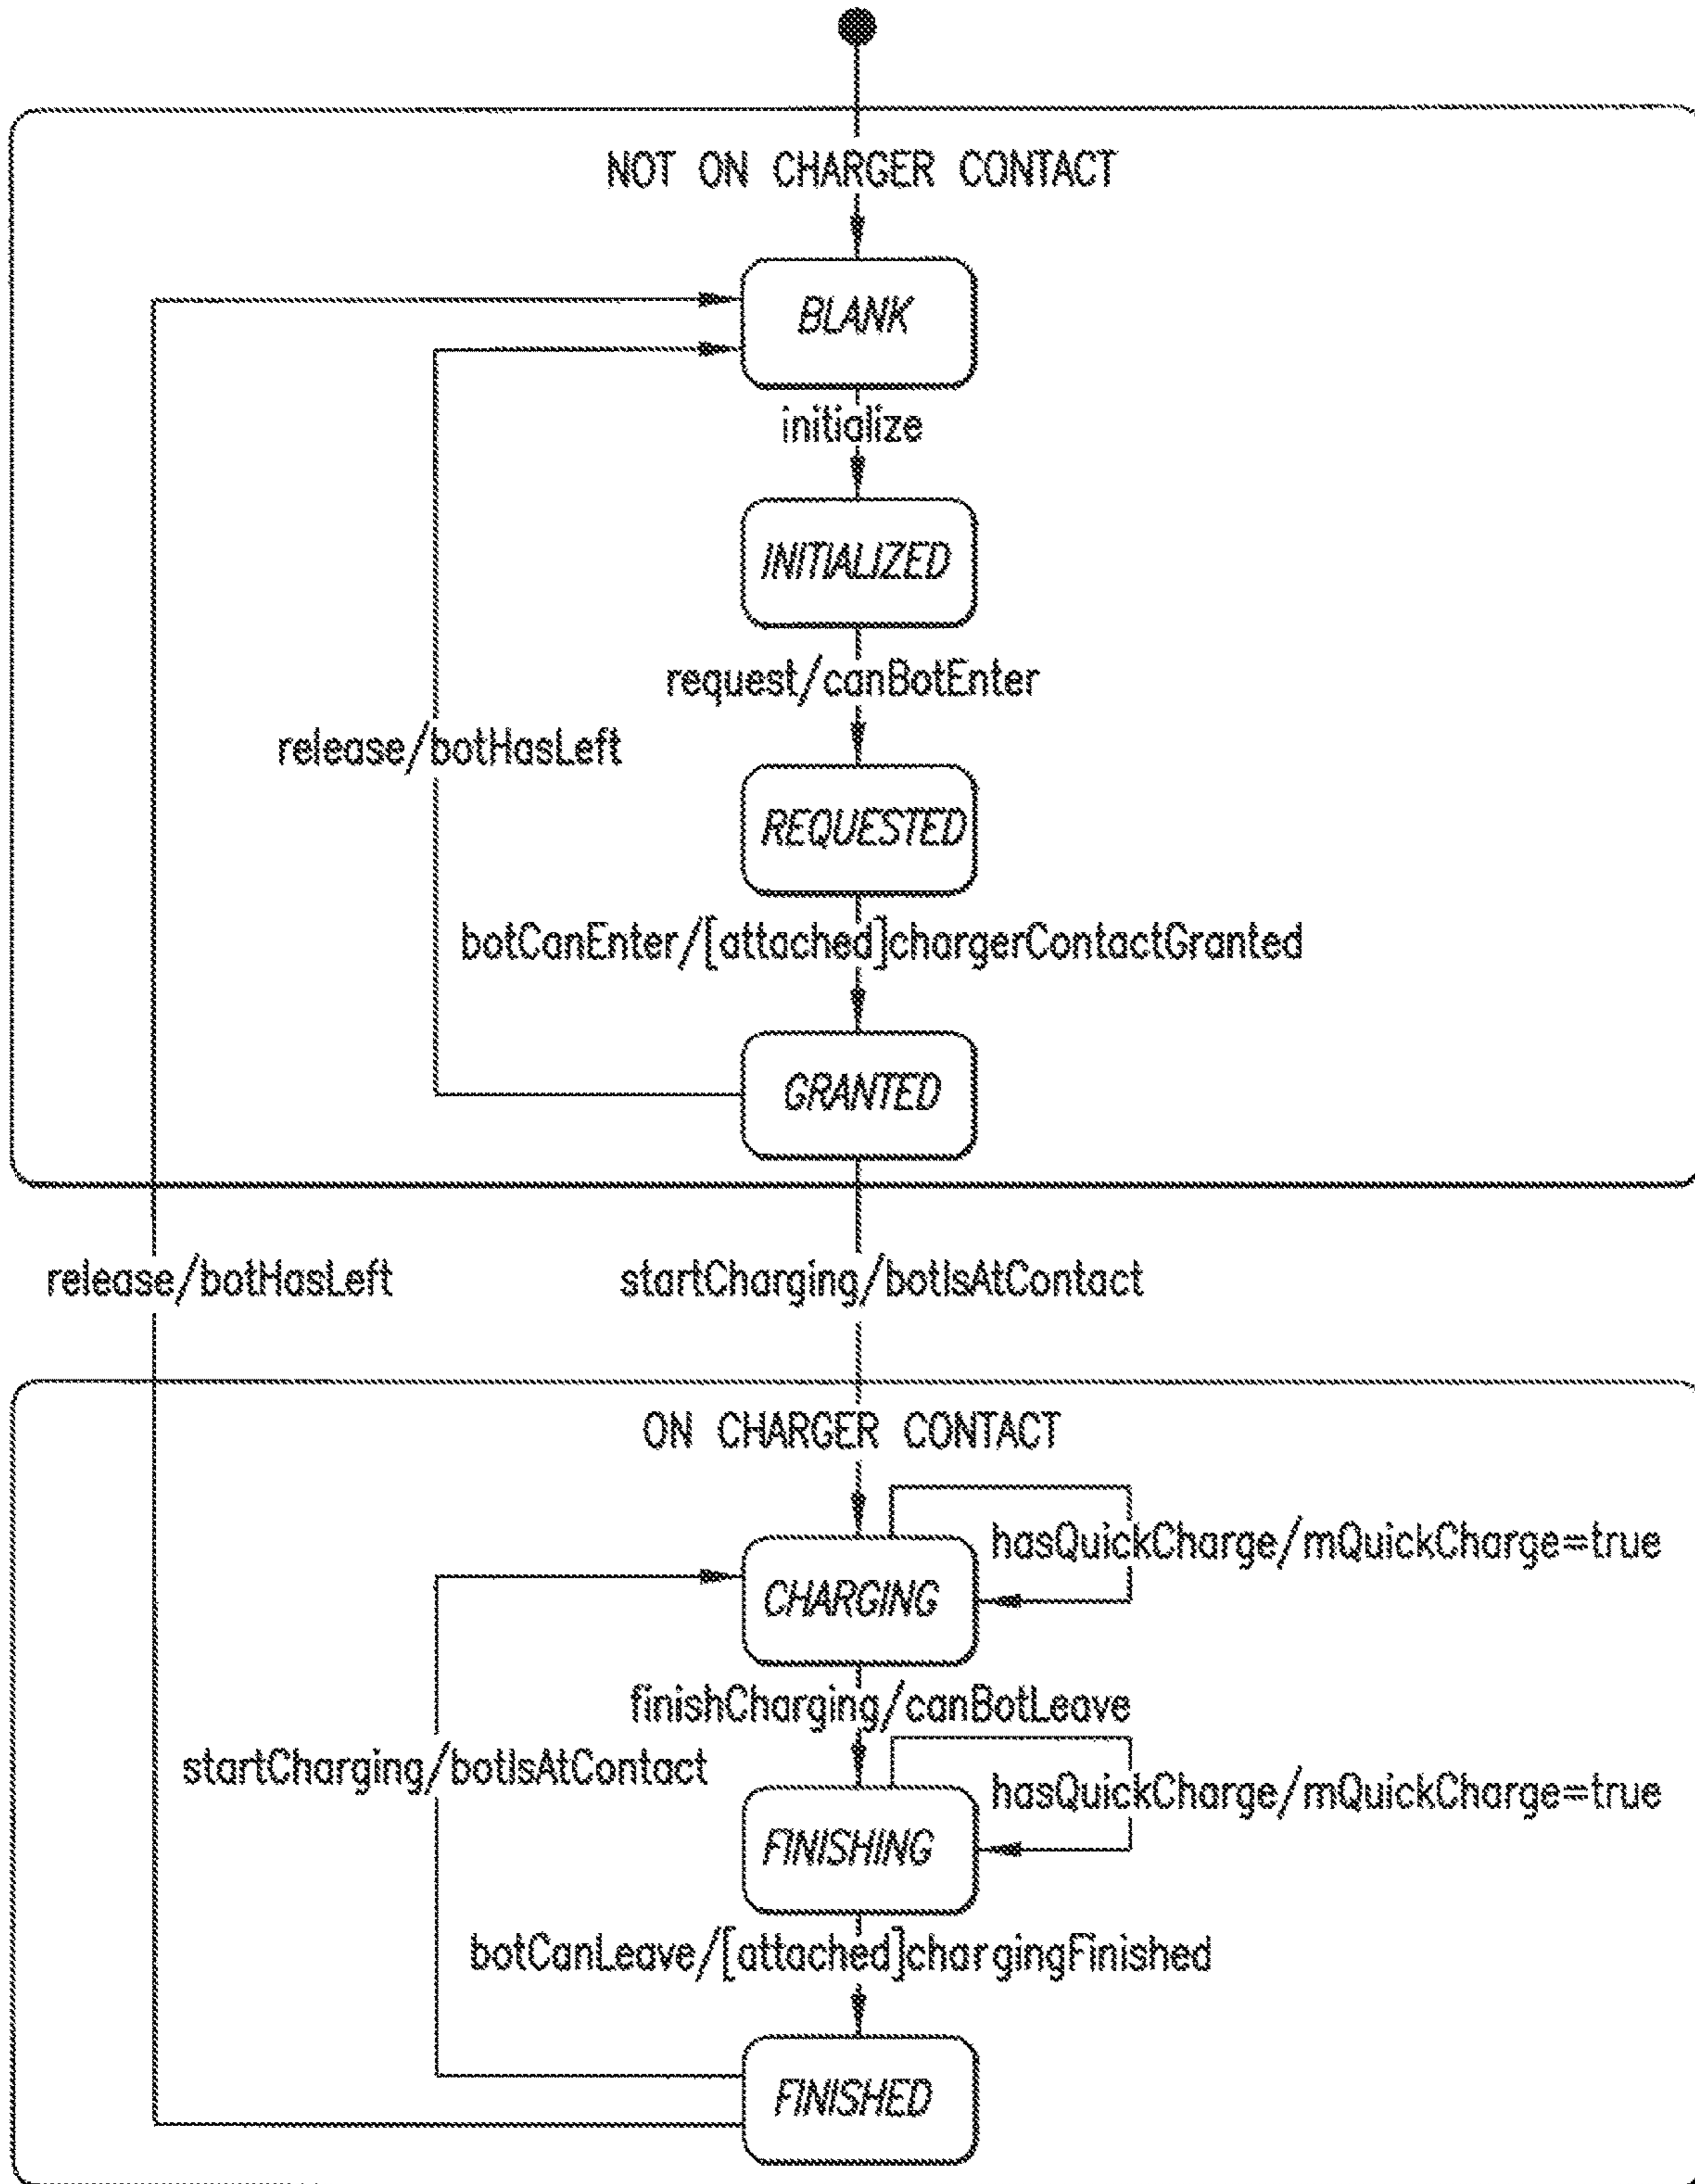 NOT ON CHARGER CONTACT
BLANK
initialize
INITIALIZED
request/canBotEnter
release/botHasLeft
REQUESTED
botCanEnter/[attached]chargerContactGranted
GRANTED
release/botHasLeft
startCharging/botIsAtContact
ON CHARGER CONTACT
hasQuickCharge/mQuickCharge=true
CHARGING
finishCharging/canBotLeave
startCharging/botIsAtContact
hasQuickCharge/mQuickCharge=true
FINISHING
botCanLeave/[attached]chargingFinished
FINISHED